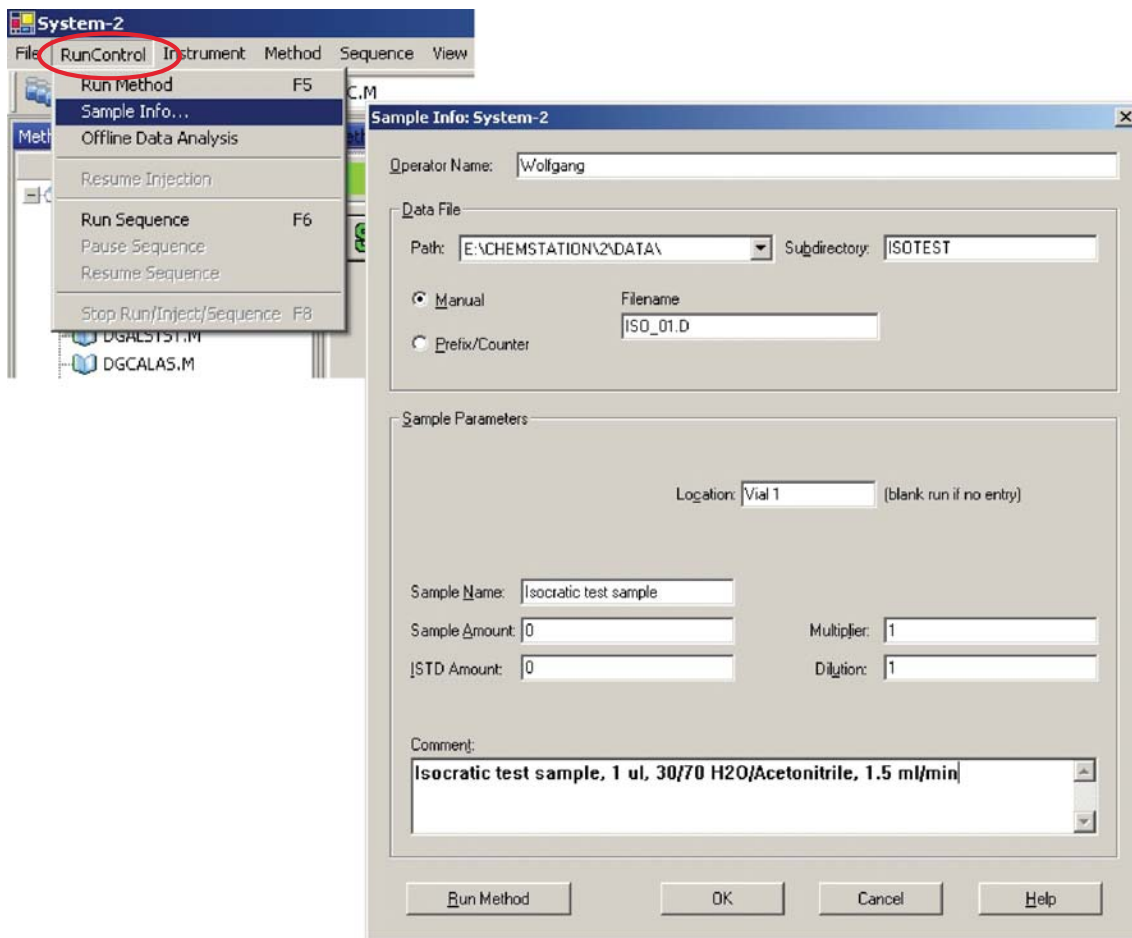 System-2
File RunControl Instrument Method Sequence View
Run Method F5
Sample Info...
Offline Data Analysis
Resume Injection
Run Sequence F6
Pause Sequence
Resume Sequence
Stop Run/Inject/Sequence F8
DGCALAS.M
C.M
Sample Info: System-2
Operator Name: Wolfgang
Data File
Path: E:\CHEMSTATION\2\DATA\ Subdirectory: ISOTEST
Manual Filename
ISO_01.D
Prefix/Counter
Sample Parameters
Location: Vial 1 (blank run if no entry)
Sample Name: Isocratic test sample
Sample Amount: 0 Multiplier: 1
ISTD Amount: 0 Dilution: 1
Comment:
Isocratic test sample, 1 ul, 30/70 H2O/Acetonitrile, 1.5 ml/min
Run Method OK Cancel Help